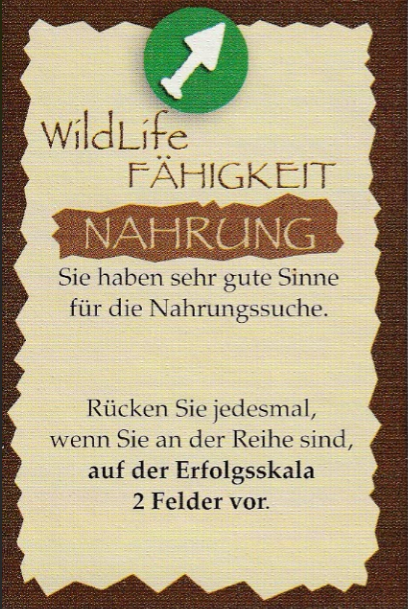 WildLife
FÄHIGKEIT
NAHRUNG
Sie haben sehr gute Sinne
für die Nahrungssuche.
Rücken Sie jedesmal,
wenn Sie an der Reihe sind,
auf der Erfolgsskala
2 Felder vor.